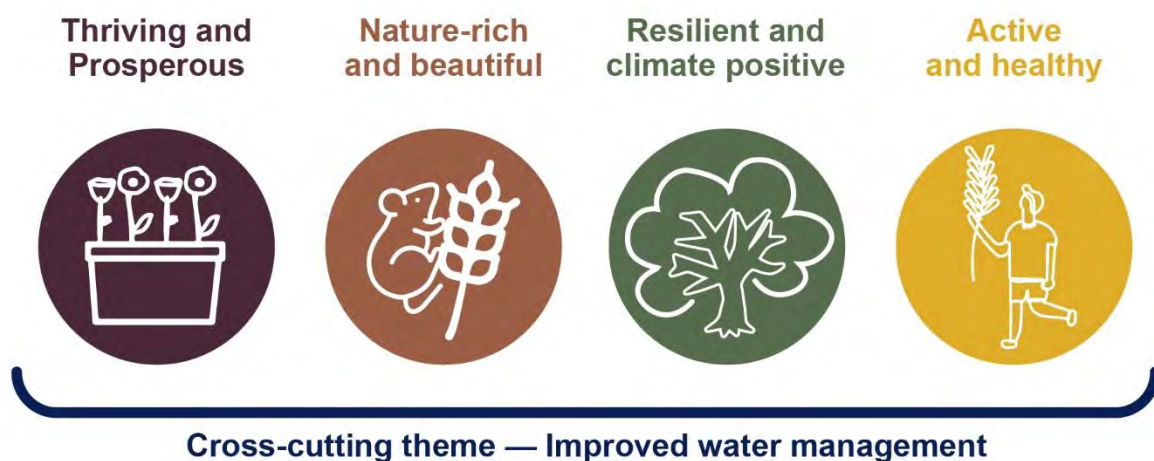 Thriving and
Prosperous
Nature-rich
and beautiful
Resilient and
climate positive
Active
and healthy
Cross-cutting theme — Improved water management